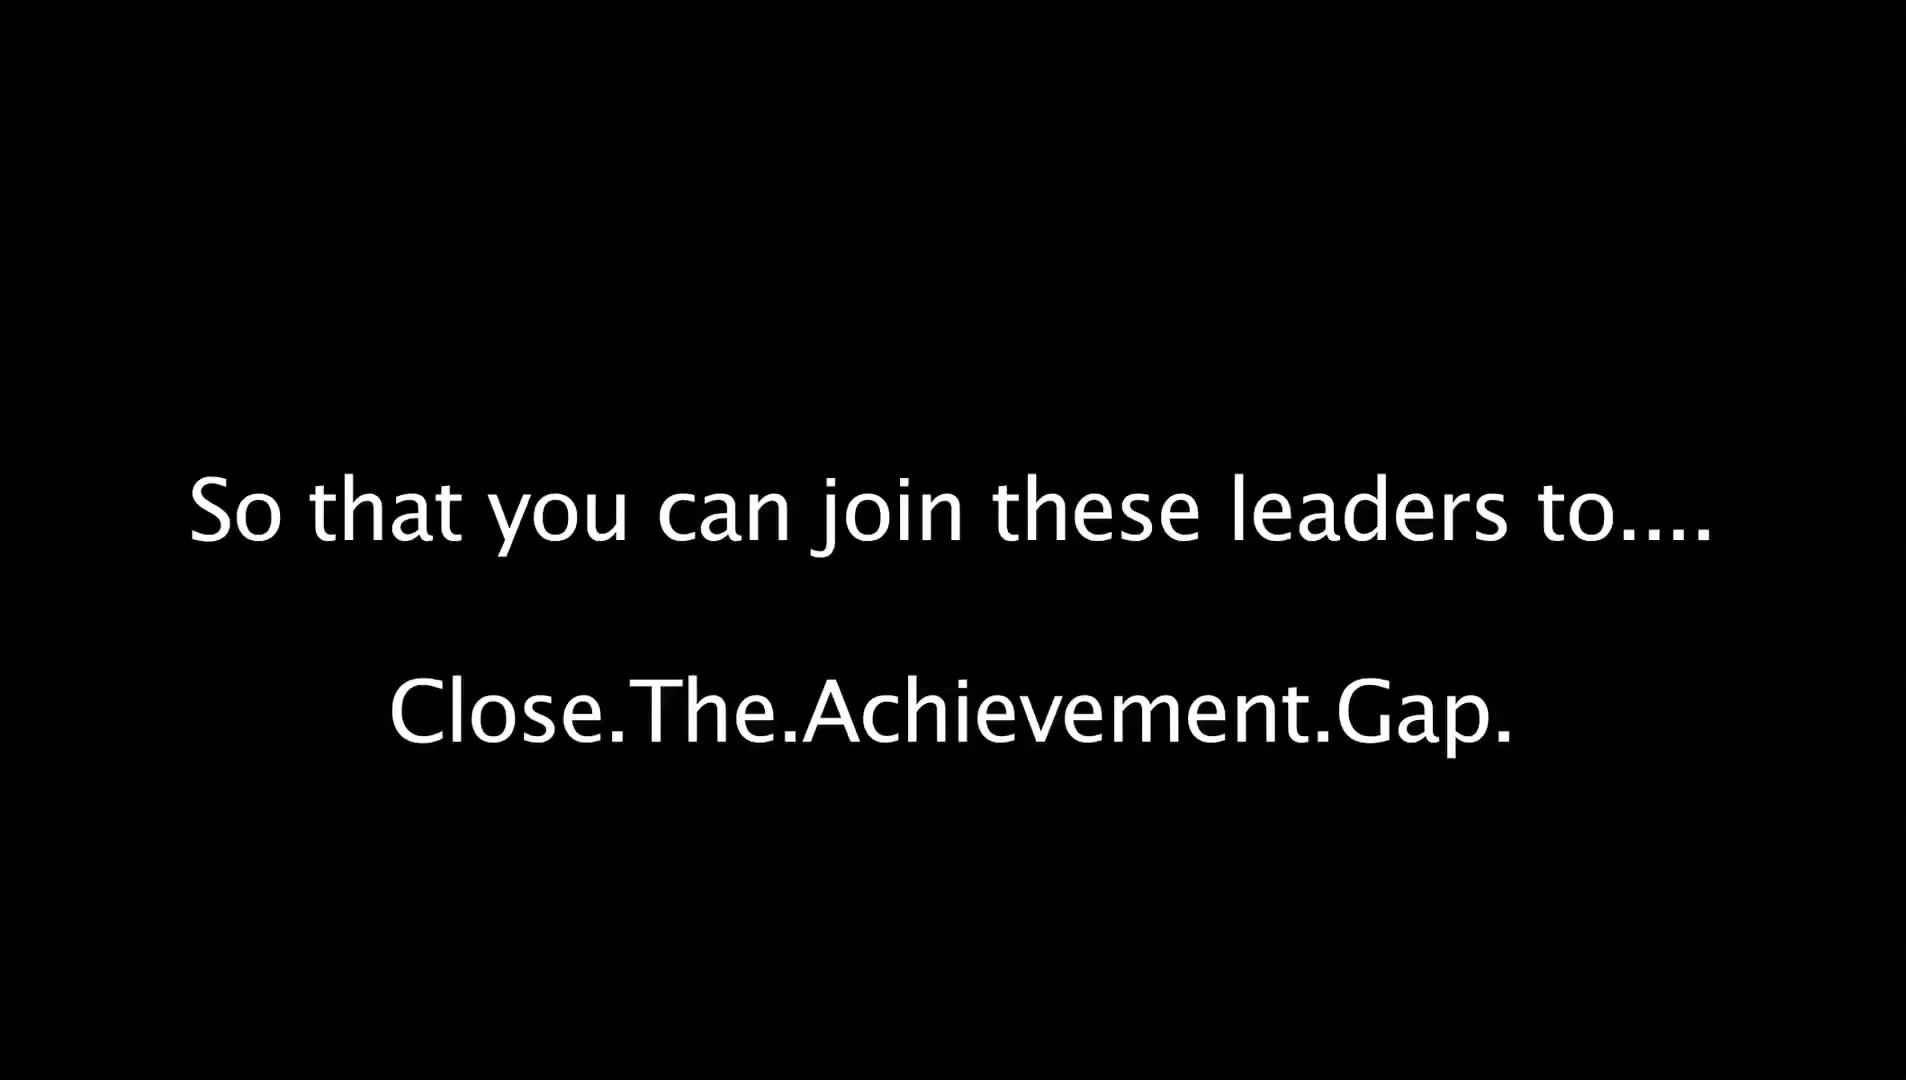 So that you can join these leaders to....
Close.The.Achievement.Gap.